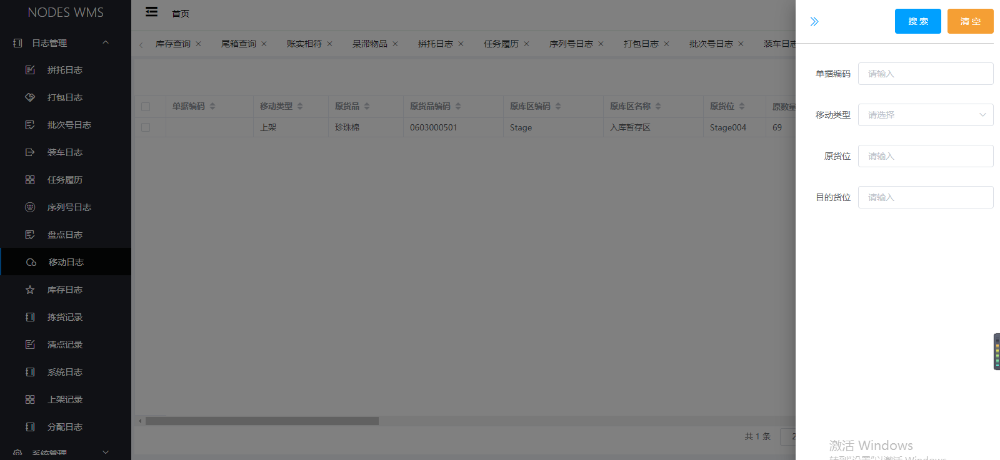 NODES WMS
首页
日志管理
拼托日志
打包日志
批次号日志
装车日志
任务履历
序列号日志
盘点日志
移动日志
库存日志
拣货记录
清点记录
系统日志
上架记录
分配日志
系统管理
库存查询 尾箱查询 账实相符 呆滞物品 拼托日志 任务履历 序列号日志 打包日志 批次号日志 装车日志
单据编码 移动类型 原货品 原货品编码 原库区编码 原库区名称 原货位 原数量
上架 珍珠棉 0603000501 Stage 入库暂存区 Stage004 69
共 1 条 2
搜 索 清 空
单据编码 请输入
移动类型 请选择
原货位 请输入
目的货位 请输入
激活 Windows
转到"设置"以激活 Windows